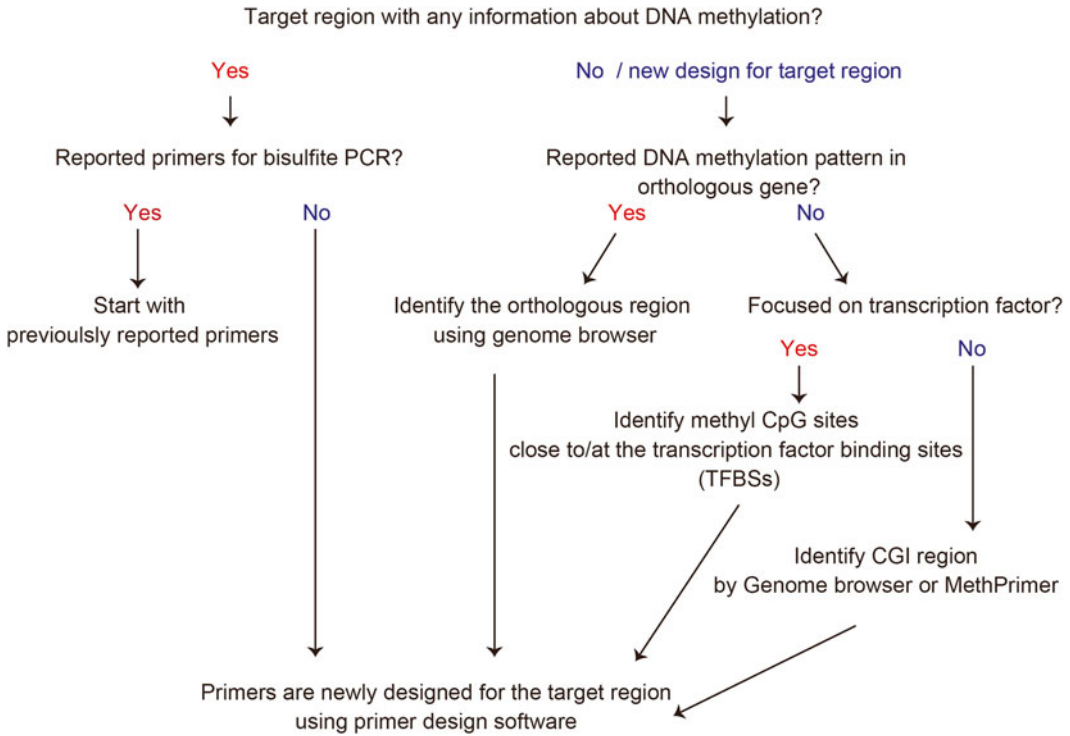 Target region with any information about DNA methylation?
Yes
No / new design for target region
Reported primers for bisulfite PCR?
Reported DNA methylation pattern in
orthologous gene?
Yes
No
Yes
No
Start with
previoulsly reported primers
Identify the orthologous region
using genome browser
Focused on transcription factor?
Yes
No
Identify methyl CpG sites
close to/at the transcription factor binding sites
(TFBSs)
Identify CGI region
by Genome browser or MethPrimer
Primers are newly designed for the target region
using primer design software